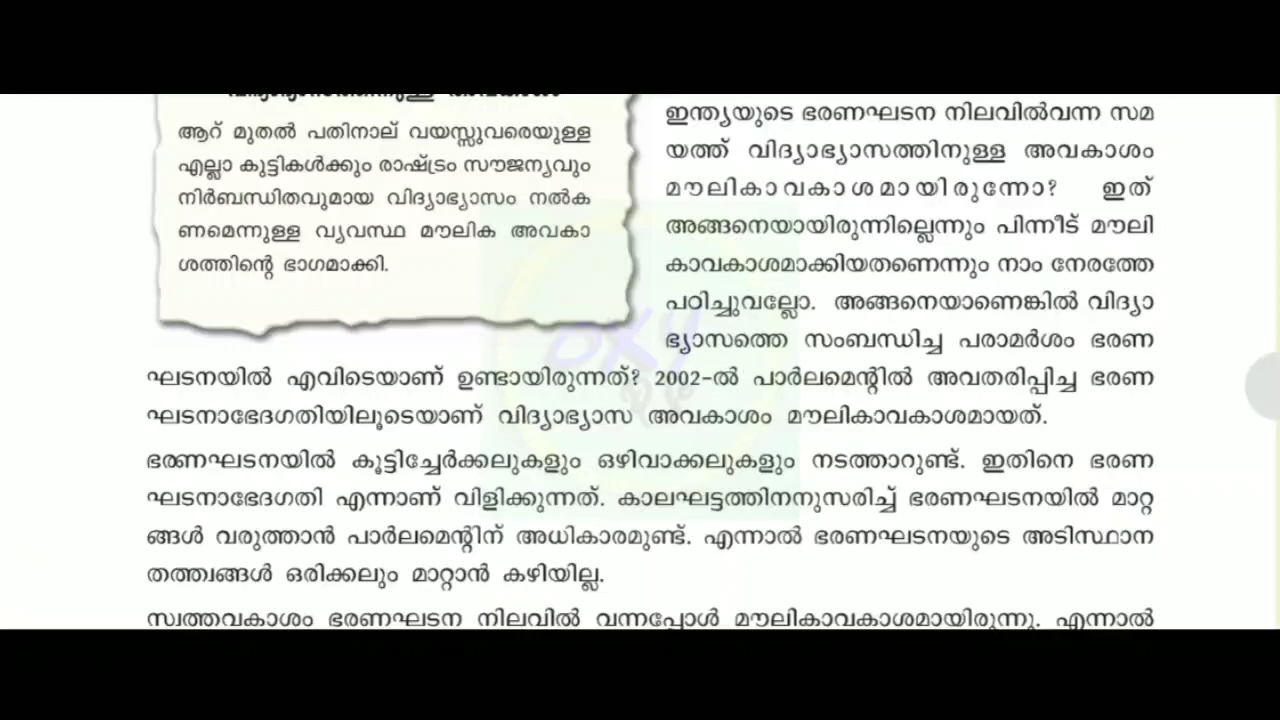 വിദ്യാഭ്യാസത്തിനുള്ള അവകാശം
ആറ് മുതൽ പതിനാല് വയസ്സുവരെയുള്ള
എല്ലാ കുട്ടികൾക്കും രാഷ്ട്രം സൗജന്യവും
നിർബന്ധിതവുമായ വിദ്യാഭ്യാസം നൽക
ണമെന്നുള്ള വ്യവസ്ഥ മൗലിക അവകാ
ശത്തിന്റെ ഭാഗമാക്കി.
ഇന്ത്യയുടെ ഭരണഘടന നിലവിൽവന്ന സമ
യത്ത് വിദ്യാഭ്യാസത്തിനുള്ള അവകാശം
മൗലികാവകാശമായിരുന്നോ? ഇത്
അങ്ങനെയായിരുന്നില്ലെന്നും പിന്നീട് മൗലി
കാവകാശമാക്കിയതണെന്നും നാം നേരത്തേ
പഠിച്ചുവല്ലോ. അങ്ങനെയാണെങ്കിൽ വിദ്യാ
ഭ്യാസത്തെ സംബന്ധിച്ച പരാമർശം ഭരണ
ഘടനയിൽ എവിടെയാണ് ഉണ്ടായിരുന്നത്? 2002-ൽ പാർലമെന്റിൽ അവതരിപ്പിച്ച ഭരണ
ഘടനാഭേദഗതിയിലൂടെയാണ് വിദ്യാഭ്യാസ അവകാശം മൗലികാവകാശമായത്.
ഭരണഘടനയിൽ കൂട്ടിച്ചേർക്കലുകളും ഒഴിവാക്കലുകളും നടത്താറുണ്ട്. ഇതിനെ ഭരണ
ഘടനാഭേദഗതി എന്നാണ് വിളിക്കുന്നത്. കാലഘട്ടത്തിനനുസരിച്ച് ഭരണഘടനയിൽ മാറ്റ
ങ്ങൾ വരുത്താൻ പാർലമെന്റിന് അധികാരമുണ്ട്. എന്നാൽ ഭരണഘടനയുടെ അടിസ്ഥാന
തത്ത്വങ്ങൾ ഒരിക്കലും മാറ്റാൻ കഴിയില്ല.
സ്വത്തവകാശം ഭരണഘടന നിലവിൽ വന്നപ്പോൾ മൗലികാവകാശമായിരുന്നു. എന്നാൽ